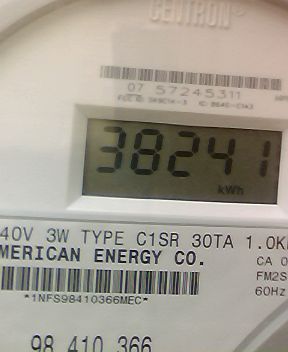 CENTRON®
07 57245311
38241
kWh
40V 3W TYPE C1SR 30TA 1.0K
MERICAN ENERGY CO.
CA 0
FM2S
60Hz
*1NFS98410366MEC*
98 410 366